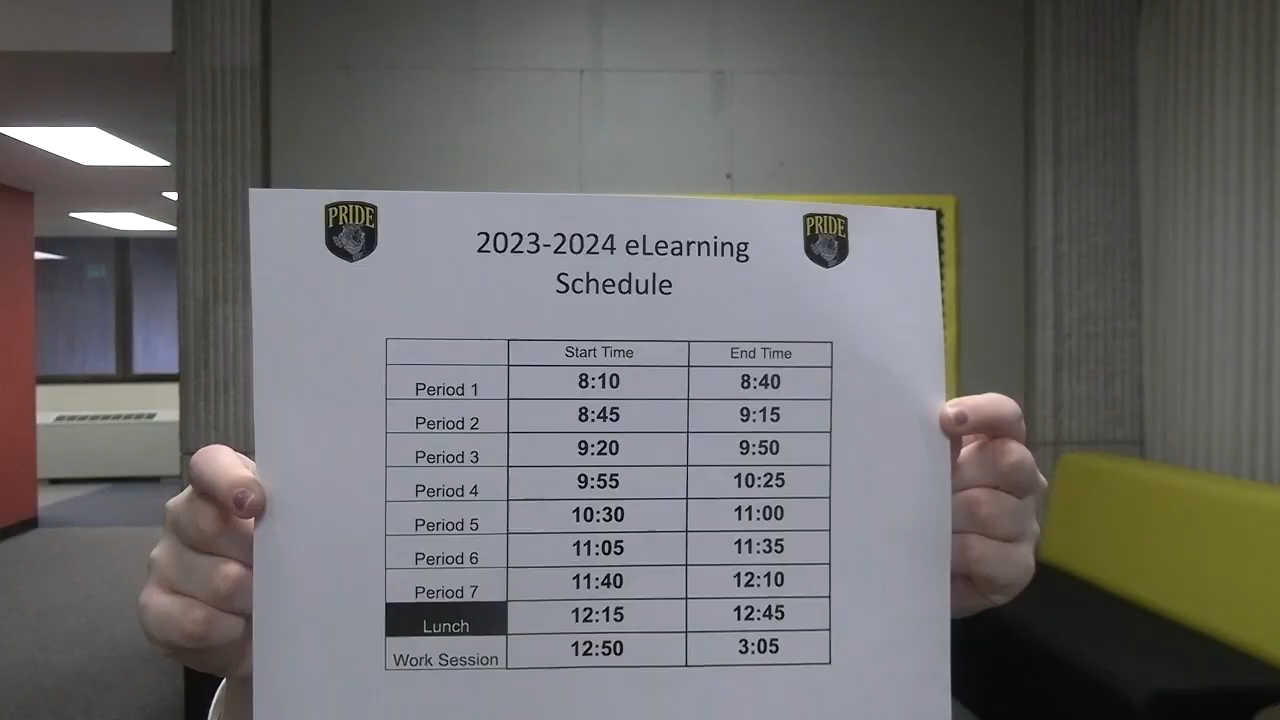 PRIDE PRIDE
2023-2024 eLearning
Schedule
Start Time End Time
Period 1 8:10 8:40
Period 2 8:45 9:15
Period 3 9:20 9:50
Period 4 9:55 10:25
Period 5 10:30 11:00
Period 6 11:05 11:35
Period 7 11:40 12:10
Lunch 12:15 12:45
Work Session 12:50 3:05